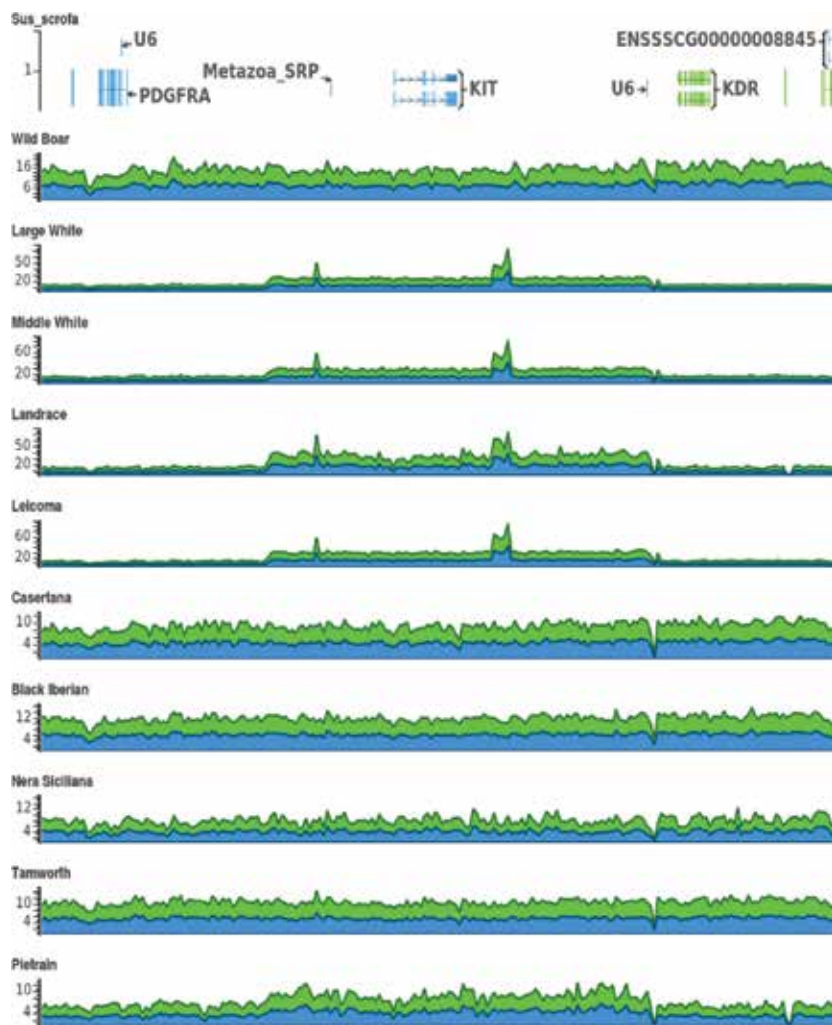 Sus_scrofa
U6
ENSSSCG00000008845
1
Metazoa_SRP
PDGFRA
KIT
U6
KDR
Wild Boar
16
6
Large White
50
20
Middle White
60
20
Landrace
50
20
Leicoma
60
20
Casertana
10
4
Black Iberian
12
4
Nera Siciliana
12
4
Tamworth
10
4
Pietrain
10
4